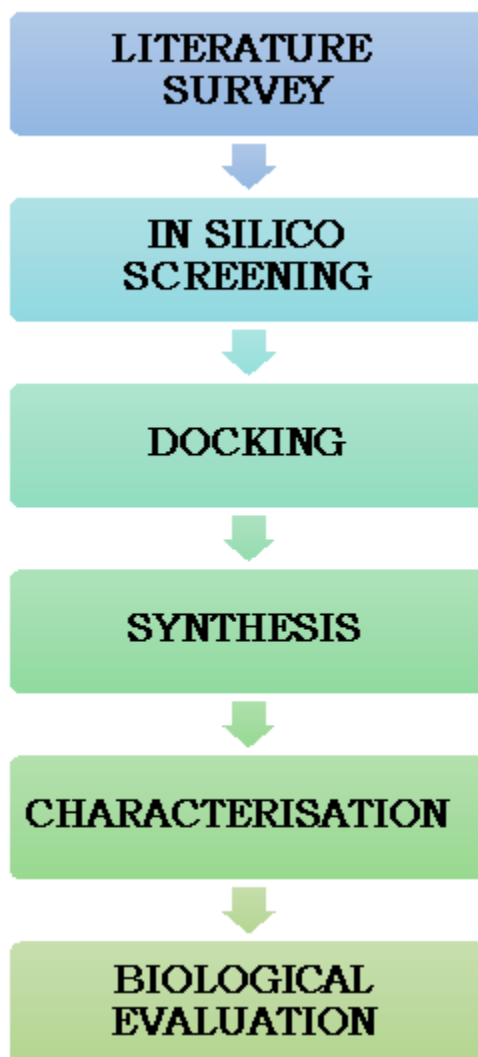 LITERATURE
SURVEY
IN SILICO
SCREENING
DOCKING
SYNTHESIS
CHARACTERISATION
BIOLOGICAL
EVALUATION